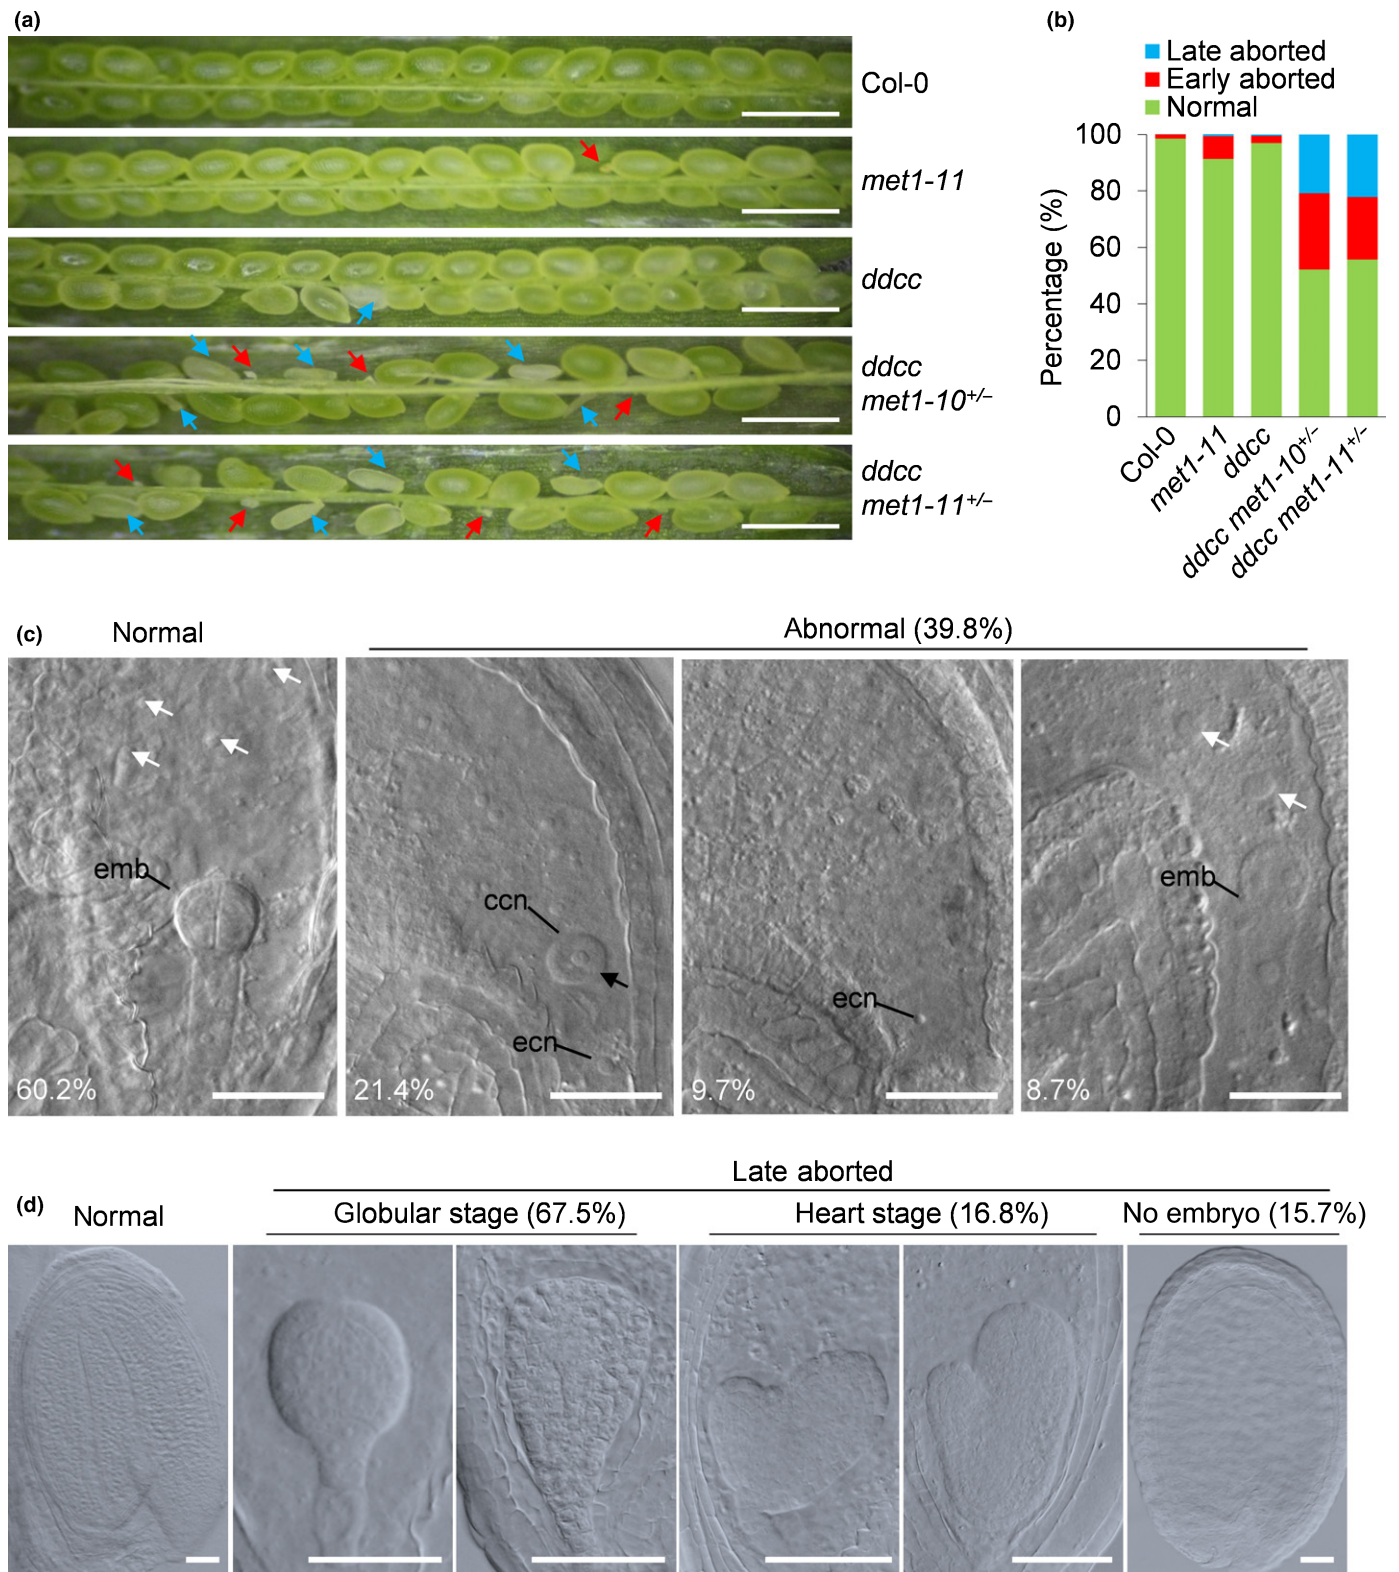 (a)
Col-0
met1-11
ddcc
ddcc
met1-10+/–
ddcc
met1-11+/–
(b)
Late aborted
Early aborted
Normal
Percentage (%)
100
80
60
40
20
0
Col-0
met1-11
ddcc
ddcc met1-10+/–
ddcc met1-11+/–
(c)
Normal
Abnormal (39.8%)
emb
60.2%
ccn
ecn
21.4%
ecn
9.7%
emb
8.7%
(d)
Late aborted
Normal
Globular stage (67.5%)
Heart stage (16.8%)
No embryo (15.7%)